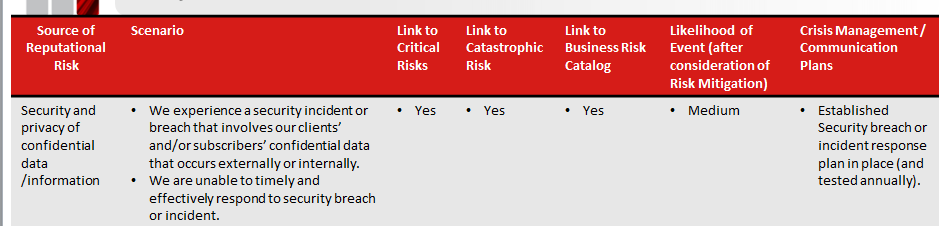 Source of
Reputational
Risk
Scenario
Link to
Critical
Risks
Link to
Catastrophic
Risk
Link to
Business Risk
Catalog
Likelihood of
Event (after
consideration of
Risk Mitigation)
Crisis Management /
Communication
Plans
Security and
privacy of
confidential
data
/information
• We experience a security incident or
breach that involves our clients'
and/or subscribers' confidential data
that occurs externally or internally.
• We are unable to timely and
effectively respond to security breach
or incident.
• Yes
• Yes
• Yes
• Medium
• Established
Security breach or
incident response
plan in place (and
tested annually).